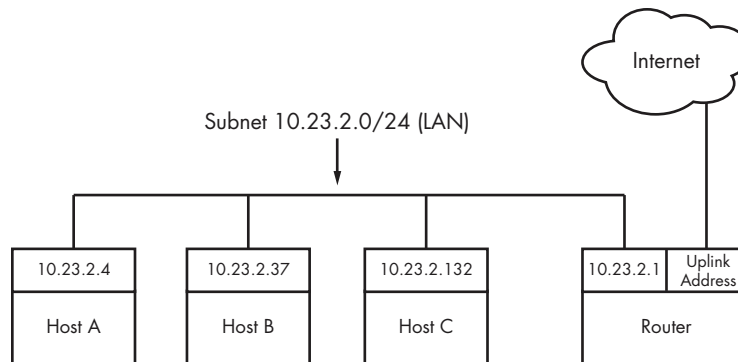 Internet
Subnet 10.23.2.0/24 (LAN)
10.23.2.4
10.23.2.37
10.23.2.132
10.23.2.1
Uplink
Address
Host A
Host B
Host C
Router